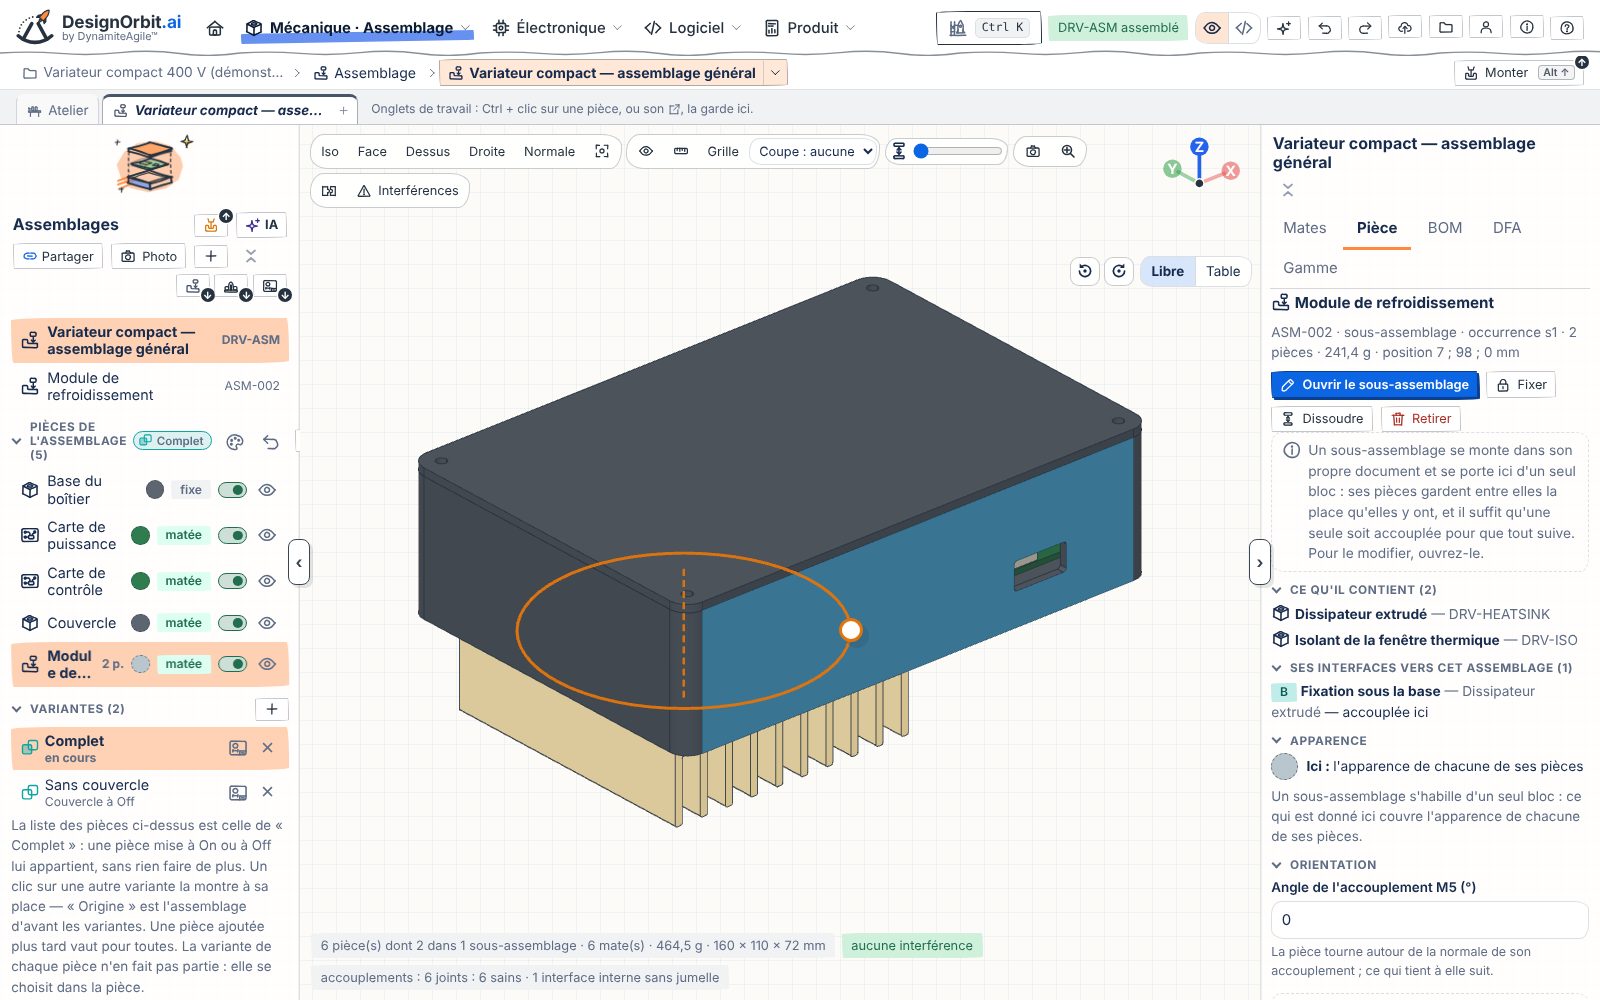 DesignOrbit.ai
by DynamiteAgile™
Mécanique · Assemblage
Électronique
Logiciel
Produit
Ctrl K
DRV-ASM assemblé
Variateur compact 400 V (démonst...
Assemblage
Variateur compact — assemblage général
Monter
Alt ↑
Atelier
Variateur compact — asse...
Onglets de travail : Ctrl + clic sur une pièce, ou son
, la garde ici.
Iso
Face
Dessus
Droite
Normale
Grille
Coupe : aucune
Interférences
Z
Y
X
Libre
Table
Assemblages
IA
Partager
Photo
Variateur compact —
assemblage général
DRV-ASM
Module de
refroidissement
ASM-002
PIÈCES DE
L'ASSEMBLAGE
(5)
Complet
Base du
boîtier
fixe
Carte de
puissance
matée
Carte de
contrôle
matée
Couvercle
matée
Modul
e de...
2 p.
matée
VARIANTES (2)
Complet
en cours
Sans couvercle
Couvercle à Off
La liste des pièces ci-dessus est celle de «
Complet » : une pièce mise à On ou à Off
lui appartient, sans rien faire de plus. Un
clic sur une autre variante la montre à sa
place — « Origine » est l'assemblage
d'avant les variantes. Une pièce ajoutée
plus tard vaut pour toutes. La variante de
chaque pièce n'en fait pas partie : elle se
choisit dans la pièce.
6 pièce(s) dont 2 dans 1 sous-assemblage · 6 mate(s) · 464,5 g · 160 × 110 × 72 mm
aucune interférence
accouplements : 6 joints : 6 sains · 1 interface interne sans jumelle
Variateur compact — assemblage
général
Mates
Pièce
BOM
DFA
Gamme
Module de refroidissement
ASM-002 · sous-assemblage · occurrence s1 · 2
pièces · 241,4 g · position 7 ; 98 ; 0 mm
Ouvrir le sous-assemblage
Fixer
Dissoudre
Retirer
Un sous-assemblage se monte dans son
propre document et se porte ici d'un seul
bloc : ses pièces gardent entre elles la
place qu'elles y ont, et il suffit qu'une
seule soit accouplée pour que tout suive.
Pour le modifier, ouvrez-le.
CE QU'IL CONTIENT (2)
Dissipateur extrudé — DRV-HEATSINK
Isolant de la fenêtre thermique — DRV-ISO
SES INTERFACES VERS CET ASSEMBLAGE (1)
B Fixation sous la base — Dissipateur
extrudé — accouplée ici
APPARENCE
Ici : l'apparence de chacune de ses pièces
Un sous-assemblage s'habille d'un seul bloc : ce
qui est donné ici couvre l'apparence de chacune
de ses pièces.
ORIENTATION
Angle de l'accouplement M5 (°)
0
La pièce tourne autour de la normale de son
accouplement ; ce qui tient à elle suit.